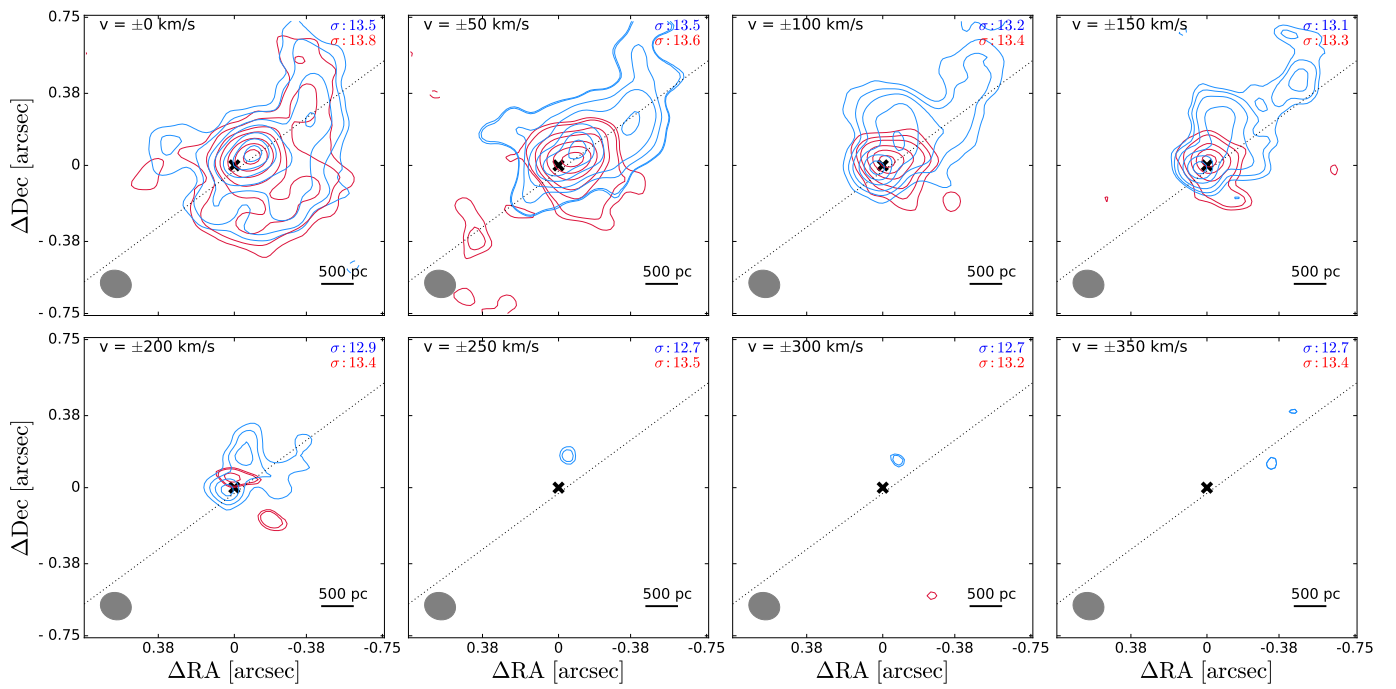 0.75
0.38
0
- 0.38
- 0.75
ΔDec [arcsec]
v = ±0 km/s
σ : 13.5
σ : 13.8
500 pc
v = ±50 km/s
σ : 13.5
σ : 13.6
500 pc
v = ±100 km/s
σ : 13.2
σ : 13.4
500 pc
v = ±150 km/s
σ : 13.1
σ : 13.3
500 pc
0.75
0.38
0
- 0.38
- 0.75
ΔDec [arcsec]
v = ±200 km/s
σ : 12.9
σ : 13.4
500 pc
v = ±250 km/s
σ : 12.7
σ : 13.5
500 pc
v = ±300 km/s
σ : 12.7
σ : 13.2
500 pc
v = ±350 km/s
σ : 12.7
σ : 13.4
500 pc
0.38 0 -0.38 -0.75
ΔRA [arcsec]
0.38 0 -0.38 -0.75
ΔRA [arcsec]
0.38 0 -0.38 -0.75
ΔRA [arcsec]
0.38 0 -0.38 -0.75
ΔRA [arcsec]